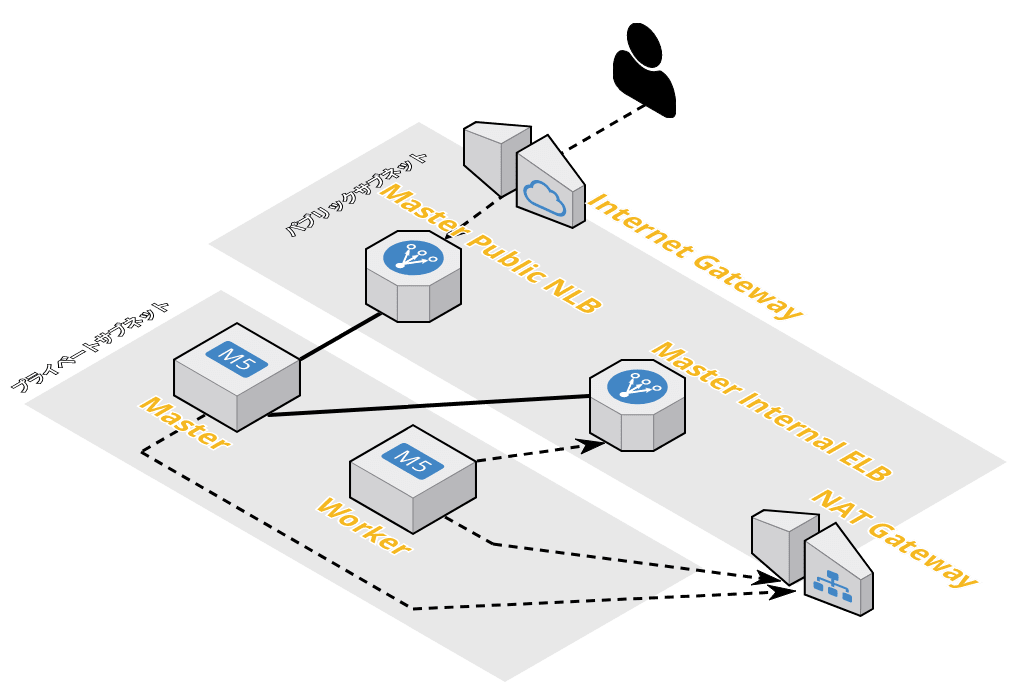 パブリックサブネット
Master Public NLB
Internet Gateway
プライベートサブネット
M5
Master
Master Internal ELB
M5
Worker
NAT Gateway